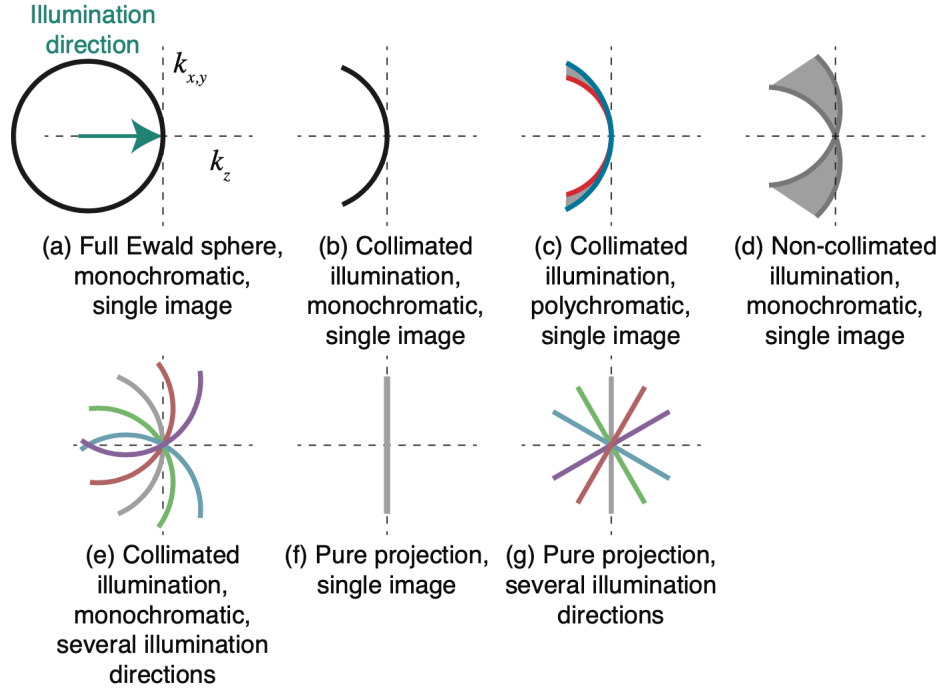 Illumination
direction
k_{x,y}
k_z
(a) Full Ewald sphere,
monochromatic,
single image
(b) Collimated
illumination,
monochromatic,
single image
(c) Collimated
illumination,
polychromatic,
single image
(d) Non-collimated
illumination,
monochromatic,
single image
(e) Collimated
illumination,
monochromatic,
several illumination
directions
(f) Pure projection,
single image
(g) Pure projection,
several illumination
directions